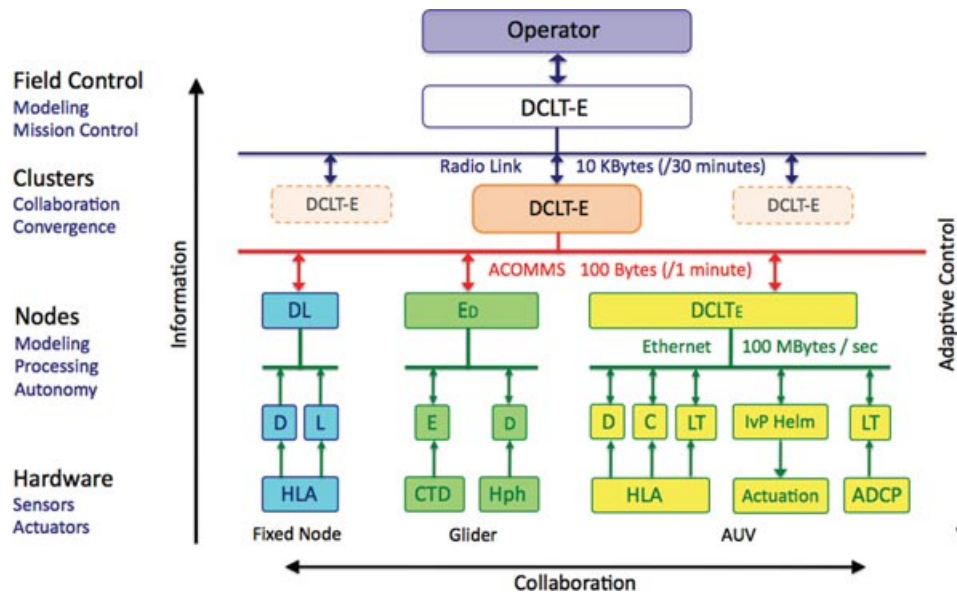 Operator
Field Control
Modeling
Mission Control
DCLT-E
Radio Link 10 KBytes (/30 minutes)
Clusters
Collaboration
Convergence
DCLT-E
DCLT-E
DCLT-E
ACOMMS 100 Bytes (/1 minute)
Information
Adaptive Control
Nodes
Modeling
Processing
Autonomy
DL
ED
DCLTE
Ethernet 100 MBytes / sec
D
L
E
D
D
C
LT
IvP Helm
LT
Hardware
Sensors
Actuators
HLA
CTD
Hph
HLA
Actuation
ADCP
Fixed Node
Glider
AUV
Collaboration